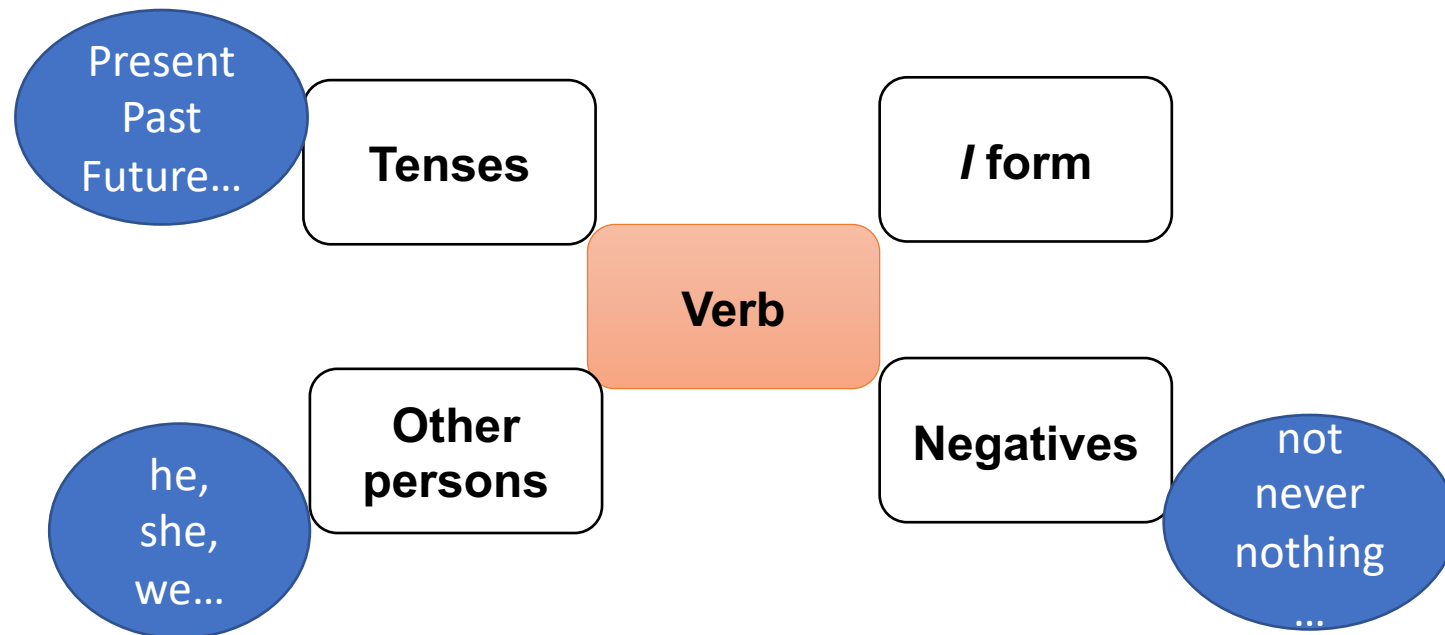 Present
Past
Future…
Tenses
I form
Verb
Other
persons
Negatives
he,
she,
we…
not
never
nothing
…